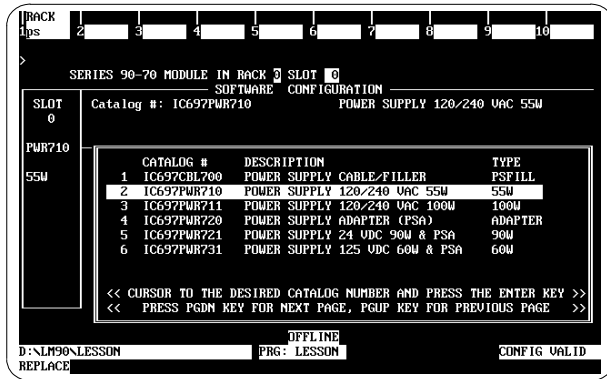 RACK
1ps 2 3 4 5 6 7 8 9 10
>
SERIES 90-70 MODULE IN RACK 0 SLOT 0
SOFTWARE CONFIGURATION
SLOT Catalog #: IC697PWR710 POWER SUPPLY 120/240 VAC 55W
0
PWR710
CATALOG # DESCRIPTION TYPE
55W 1 IC697CBL700 POWER SUPPLY CABLE/FILLER PSFILL
2 IC697PWR710 POWER SUPPLY 120/240 VAC 55W 55W
3 IC697PWR711 POWER SUPPLY 120/240 VAC 100W 100W
4 IC697PWR720 POWER SUPPLY ADAPTER (PSA) ADAPTER
5 IC697PWR721 POWER SUPPLY 24 VDC 90W & PSA 90W
6 IC697PWR731 POWER SUPPLY 125 VDC 60W & PSA 60W
<< CURSOR TO THE DESIRED CATALOG NUMBER AND PRESS THE ENTER KEY >>
<< PRESS PGDN KEY FOR NEXT PAGE, PGUP KEY FOR PREVIOUS PAGE >>
OFFLINE
D:\LM90\LESSON PRG: LESSON CONFIG VALID
REPLACE